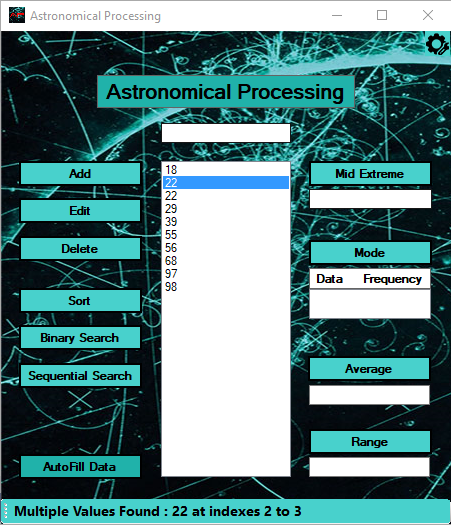 Astronomical Processing
Astronomical Processing
Add
Edit
Delete
Sort
Binary Search
Sequential Search
AutoFill Data
18
22
22
29
39
55
56
68
97
98
Mid Extreme
Mode
Data Frequency
Average
Range
Multiple Values Found : 22 at indexes 2 to 3